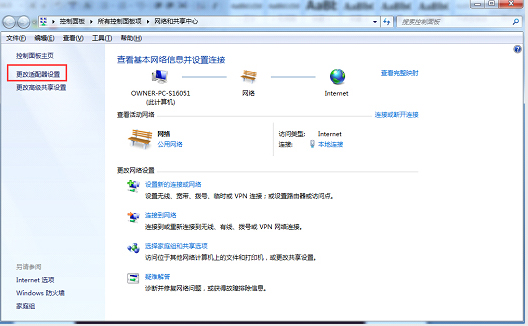 控制面板 ▸ 所有控制面板项 ▸ 网络和共享中心
搜索控制面板
文件(F) 编辑(E) 查看(V) 工具(T) 帮助(H)
控制面板主页
更改适配器设置
更改高级共享设置
查看基本网络信息并设置连接
查看完整映射
OWNER-PC-S16051
(此计算机)
网络
Internet
查看活动网络
连接或断开连接
网络
公用网络
访问类型: Internet
连接: 本地连接
更改网络设置
设置新的连接或网络
设置无线、宽带、拨号、临时或 VPN 连接；或设置路由器或访问点。
连接到网络
连接到或重新连接到无线、有线、拨号或 VPN 网络连接。
选择家庭组和共享选项
访问位于其他网络计算机上的文件和打印机，或更改共享设置。
疑难解答
诊断并修复网络问题，或获得故障排除信息。
另请参阅
Internet 选项
Windows 防火墙
家庭组